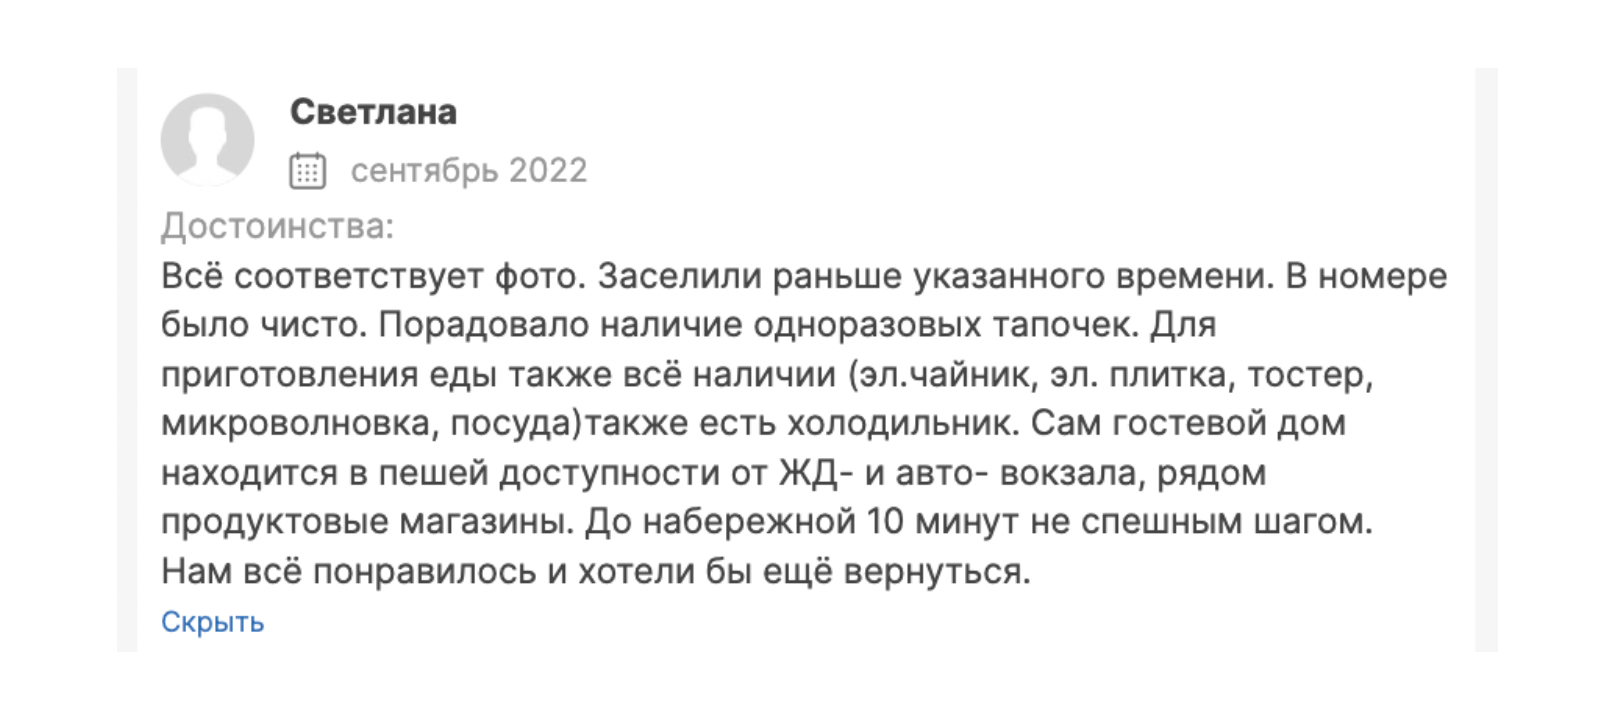 Светлана
сентябрь 2022
Достоинства:
Всё соответствует фото. Заселили раньше указанного времени. В номере
было чисто. Порадовало наличие одноразовых тапочек. Для
приготовления еды также всё наличии (эл.чайник, эл. плитка, тостер,
микроволновка, посуда)также есть холодильник. Сам гостевой дом
находится в пешей доступности от ЖД- и авто- вокзала, рядом
продуктовые магазины. До набережной 10 минут не спешным шагом.
Нам всё понравилось и хотели бы ещё вернуться.
Скрыть